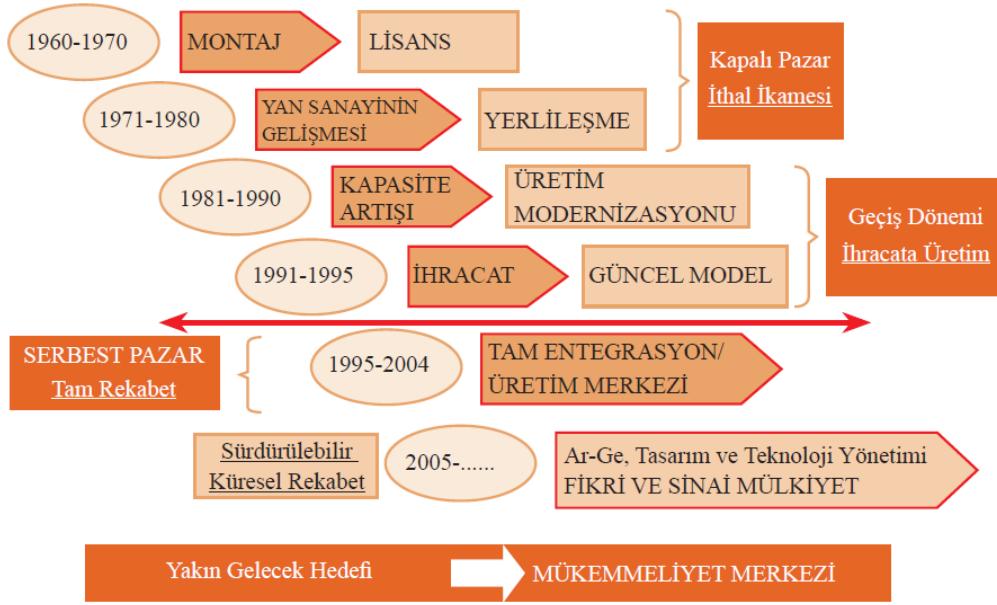 1960-1970
MONTAJ
LİSANS
Kapalı Pazar
İthal İkamesi
1971-1980
YAN SANAYİNİN
GELİŞMESİ
YERLİLEŞME
1981-1990
KAPASİTE
ARTIŞI
ÜRETİM
MODERNİZASYONU
Geçiş Dönemi
İhracata Üretim
1991-1995
İHRACAT
GÜNCEL MODEL
SERBEST PAZAR
Tam Rekabet
1995-2004
TAM ENTEGRASYON/
ÜRETİM MERKEZİ
Sürdürülebilir
Küresel Rekabet
2005-......
Ar-Ge, Tasarım ve Teknoloji Yönetimi
FİKRİ VE SİNAİ MÜLKİYET
Yakın Gelecek Hedefi
MÜKEMMELİYET MERKEZİ